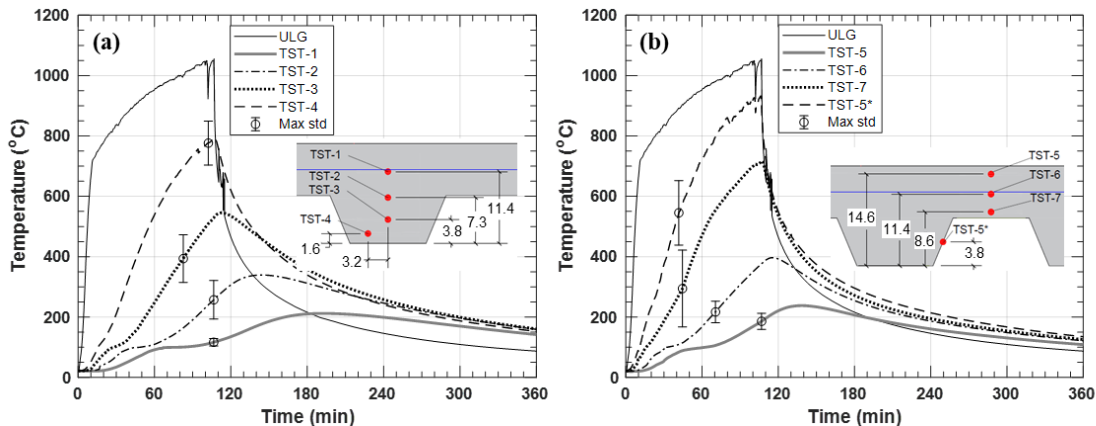 (a)
Temperature (°C)
1200
1000
800
600
400
200
0
0 60 120 180 240 300 360
Time (min)
ULG
TST-1
TST-2
TST-3
TST-4
Max std
TST-1
TST-2
TST-3
TST-4
1.6
3.2
3.8
7.3
11.4
(b)
Temperature (°C)
1200
1000
800
600
400
200
0
0 60 120 180 240 300 360
Time (min)
ULG
TST-5
TST-6
TST-7
TST-5*
Max std
TST-5
TST-6
TST-7
TST-5*
14.6
11.4
8.6
3.8